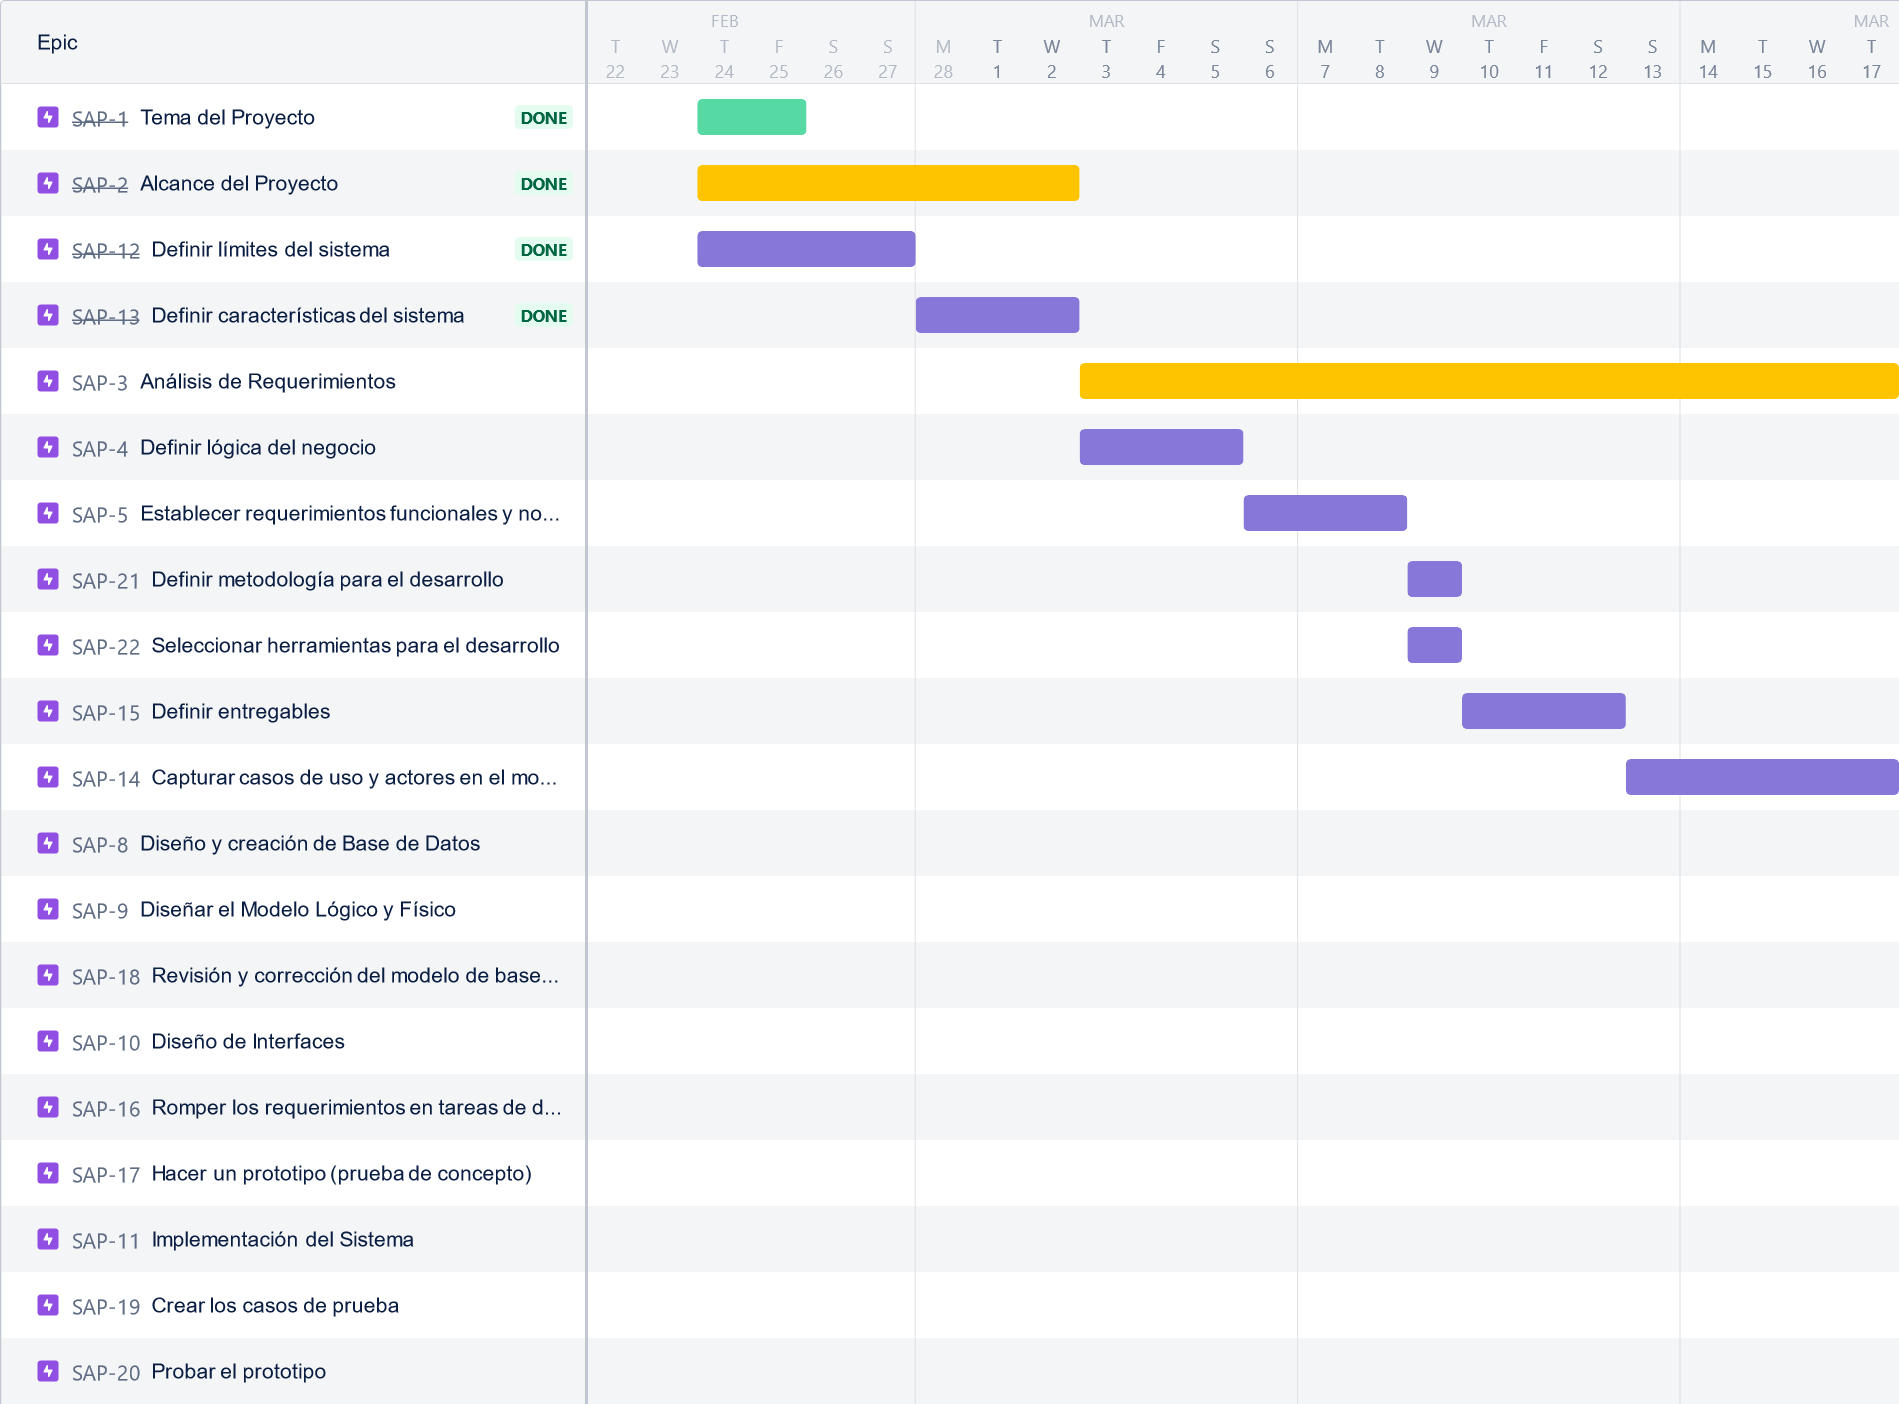 Epic
FEB MAR MAR MAR
T W T F S S M T W T F S S M T W T F S S M T W T
22 23 24 25 26 27 28 1 2 3 4 5 6 7 8 9 10 11 12 13 14 15 16 17
SAP-1 Tema del Proyecto DONE
SAP-2 Alcance del Proyecto DONE
SAP-12 Definir límites del sistema DONE
SAP-13 Definir características del sistema DONE
SAP-3 Análisis de Requerimientos
SAP-4 Definir lógica del negocio
SAP-5 Establecer requerimientos funcionales y no...
SAP-21 Definir metodología para el desarrollo
SAP-22 Seleccionar herramientas para el desarrollo
SAP-15 Definir entregables
SAP-14 Capturar casos de uso y actores en el mo...
SAP-8 Diseño y creación de Base de Datos
SAP-9 Diseñar el Modelo Lógico y Físico
SAP-18 Revisión y corrección del modelo de base...
SAP-10 Diseño de Interfaces
SAP-16 Romper los requerimientos en tareas de d...
SAP-17 Hacer un prototipo (prueba de concepto)
SAP-11 Implementación del Sistema
SAP-19 Crear los casos de prueba
SAP-20 Probar el prototipo